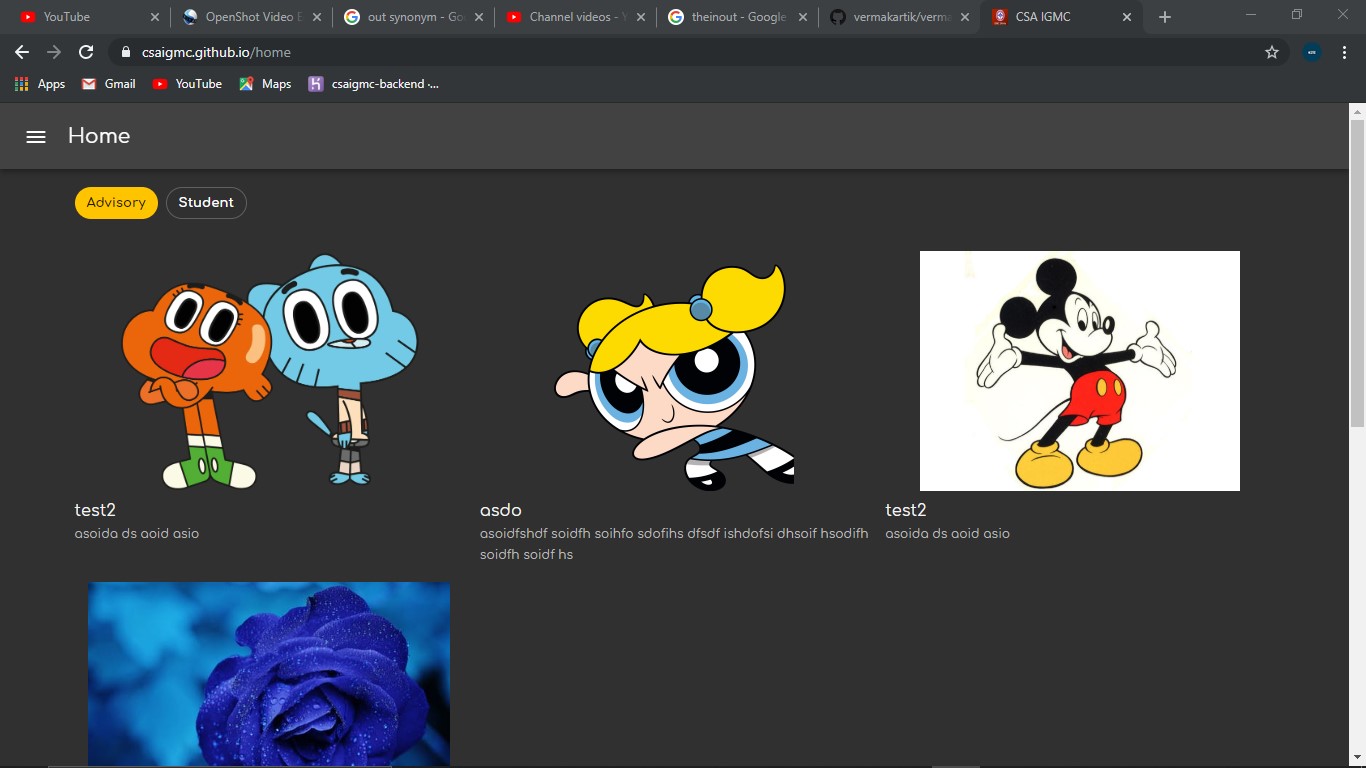 YouTube
OpenShot Video E
out synonym - Go
Channel videos - Y
theinout - Google
vermakartik/verma
CSA IGMC
csaigmc.github.io/home
Apps
Gmail
YouTube
Maps
csaigmc-backend ·...
Home
Advisory
Student
test2
asoida ds aoid asio
asdo
asoidfshdf soidfh soihfo sdofihs dfsdf ishdofsi dhsoif hsodifh
soidfh soidf hs
test2
asoida ds aoid asio